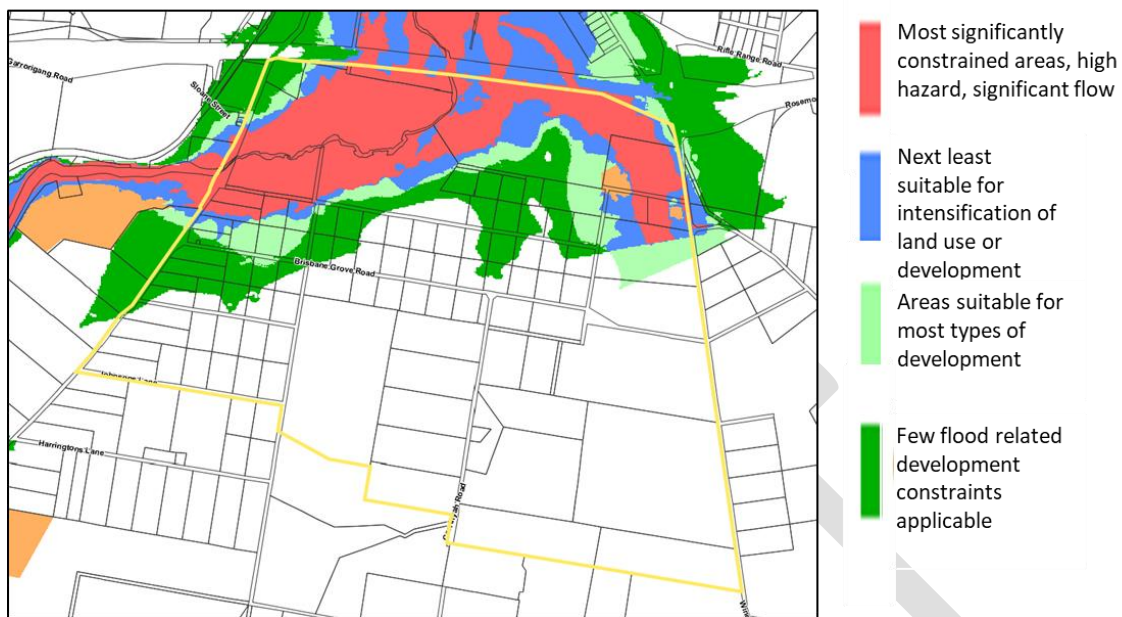 Garrorigang Road
Sloane Street
Rifle Range Road
Brisbane Grove Road
Johnsons Lane
Harringtons Lane
Road
Most significantly
constrained areas, high
hazard, significant flow
Next least
suitable for
intensification of
land use or
development
Areas suitable for
most types of
development
Few flood related
development
constraints
applicable